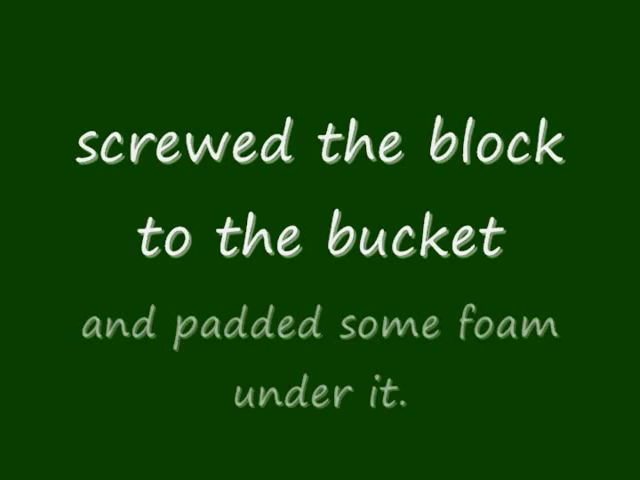 screwed the block
to the bucket
and padded some foam
under it.